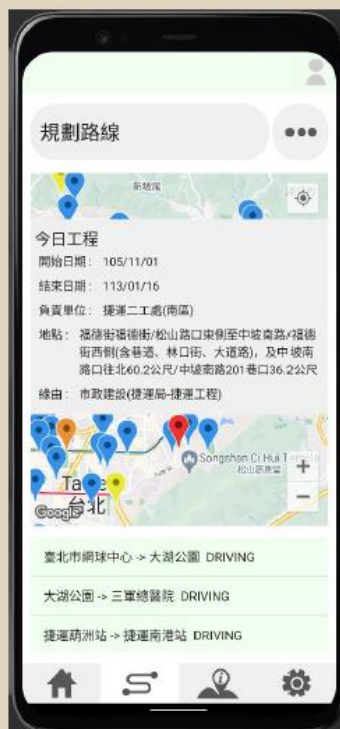 規劃路線
新坡尾
今日工程
開始日期： 105/11/01
結束日期： 113/01/16
負責單位： 捷運二工處(南區)
地點： 福德街福德街/松山路口東側至中坡南路/福德
街西側(含巷道、林口街、大道路)，及中坡南
路口往北60.2公尺/中坡南路201巷口36.2公尺
緣由： 市政建設(捷運局-捷運工程)
Songshan Ci Hui Temple
松山慈惠堂
台北
Google
臺北市網球中心 -> 大湖公園 DRIVING
大湖公園 -> 三軍總醫院 DRIVING
捷運葫洲站 -> 捷運南港站 DRIVING